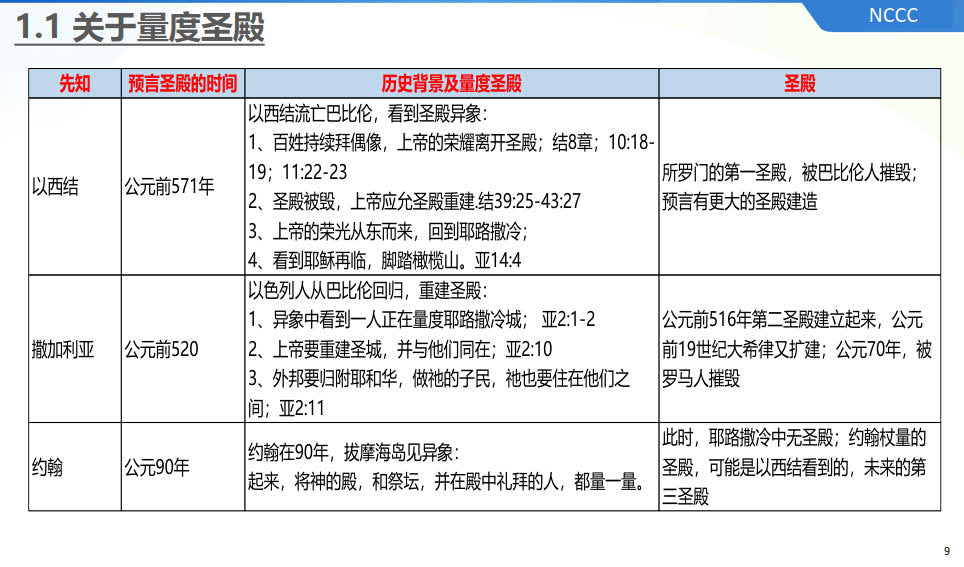 1.1 关于量度圣殿
NCCC
先知
预言圣殿的时间
历史背景及量度圣殿
圣殿
以西结
公元前571年
以西结流亡巴比伦，看到圣殿异象：
1、百姓持续拜偶像，上帝的荣耀离开圣殿；结8章；10:18-
19；11:22-23
2、圣殿被毁，上帝应允圣殿重建.结39:25-43:27
3、上帝的荣光从东而来，回到耶路撒冷；
4、看到耶稣再临，脚踏橄榄山。亚14:4
所罗门的第一圣殿，被巴比伦人摧毁；
预言有更大的圣殿建造
撒加利亚
公元前520
以色列人从巴比伦回归，重建圣殿：
1、异象中看到一人正在量度耶路撒冷城； 亚2:1-2
2、上帝要重建圣城，并与他们同在；亚2:10
3、外邦要归附耶和华，做祂的子民，祂也要住在他们之
间；亚2:11
公元前516年第二圣殿建立起来，公元
前19世纪大希律又扩建；公元70年，被
罗马人摧毁
约翰
公元90年
约翰在90年，拔摩海岛见异象：
起来，将神的殿，和祭坛，并在殿中礼拜的人，都量一量。
此时，耶路撒冷中无圣殿；约翰杖量的
圣殿，可能是以西结看到的，未来的第
三圣殿
9